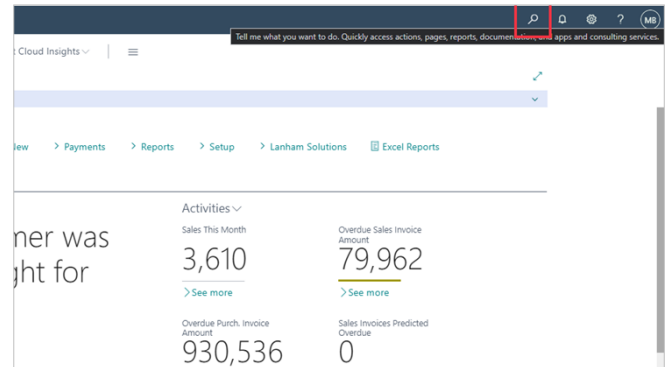 MB
Tell me what you want to do. Quickly access actions, pages, reports, documentation, and apps and consulting services.
Cloud Insights
Payments
Reports
Setup
Lanham Solutions
Excel Reports
Activities
mer was
ght for
Sales This Month
3,610
See more
Overdue Sales Invoice
Amount
79,962
See more
Overdue Purch. Invoice
Amount
930,536
Sales Invoices Predicted
Overdue
0